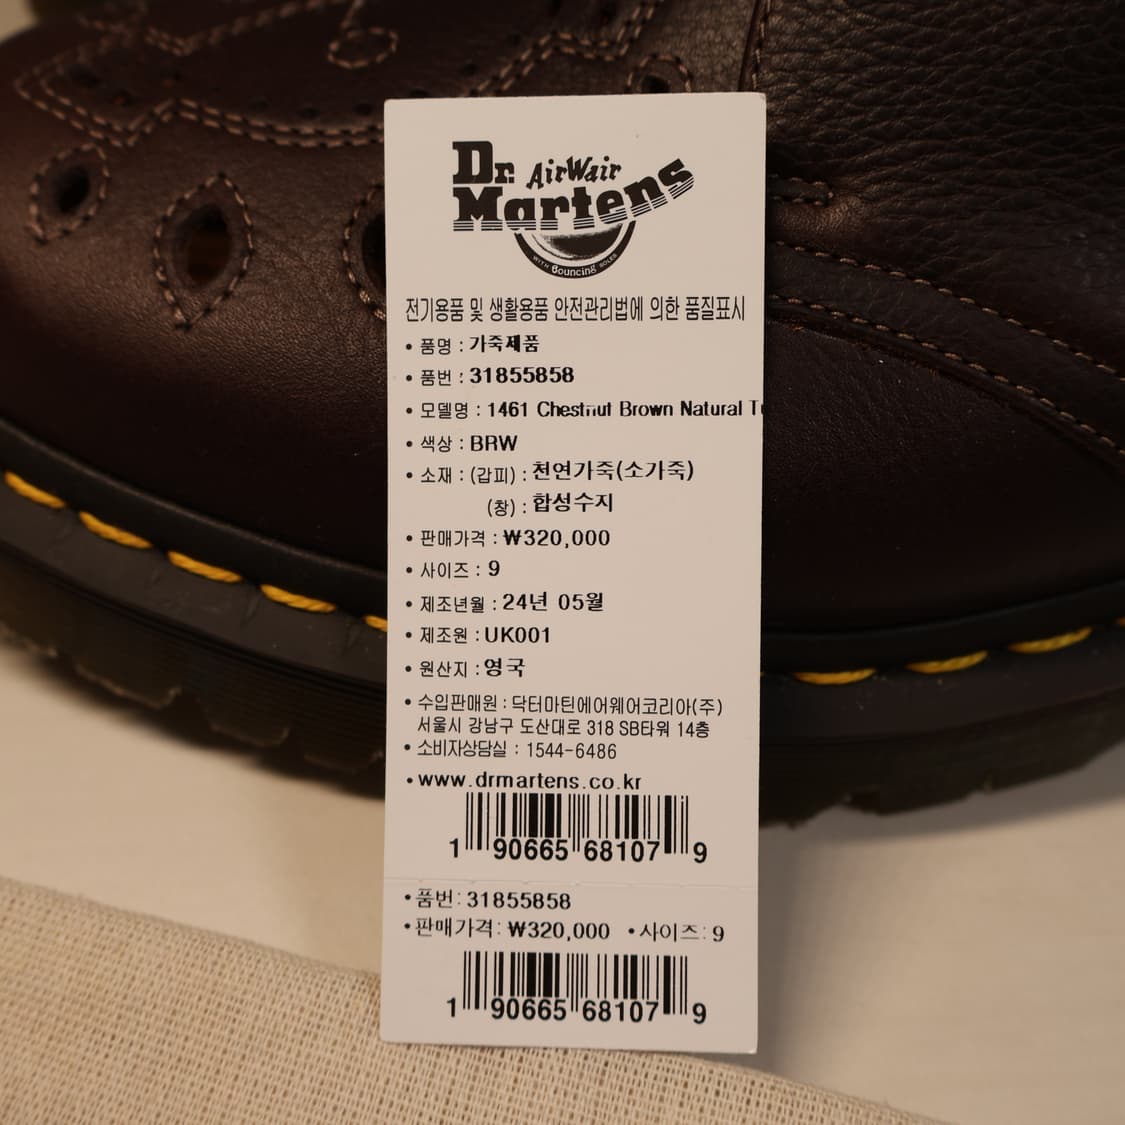 Dr. AirWair
Martens
WITH Bouncing SOLES
전기용품 및 생활용품 안전관리법에 의한 품질표시
• 품명 : 가죽제품
• 품번 : 31855858
• 모델명 : 1461 Chestnut Brown Natural
• 색상 : BRW
• 소재 : (갑피) : 천연가죽(소가죽)
(창) : 합성수지
• 판매가격 : ₩320,000
• 사이즈 : 9
• 제조년월 : 24년 05월
• 제조원 : UK001
• 원산지 : 영국
• 수입판매원 : 닥터마틴에어웨어코리아(주)
서울시 강남구 도산대로 318 SB타워 14층
• 소비자상담실 : 1544-6486
• www.drmartens.co.kr
1 90665 68107 9
• 품번: 31855858
• 판매가격: ₩320,000 • 사이즈: 9
1 90665 68107 9